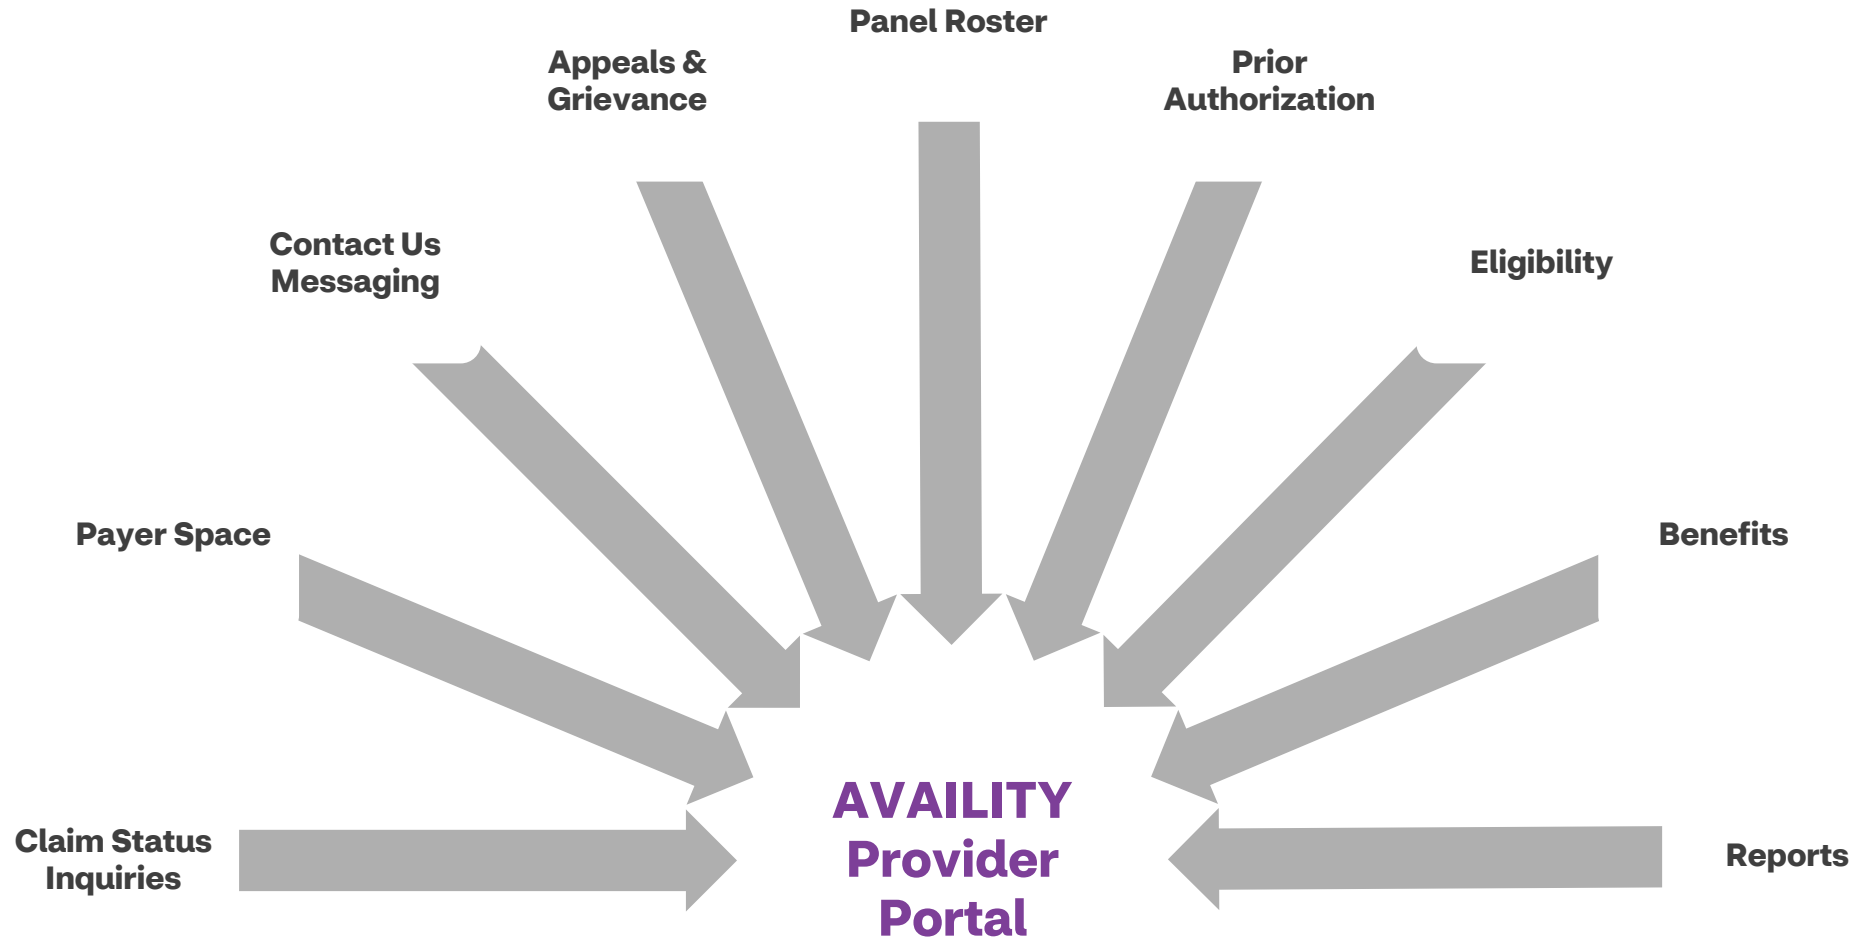 Panel Roster
Appeals &
Grievance
Prior
Authorization
Contact Us
Messaging
Eligibility
Payer Space
Benefits
Claim Status
Inquiries
Reports
AVAILITY
Provider
Portal